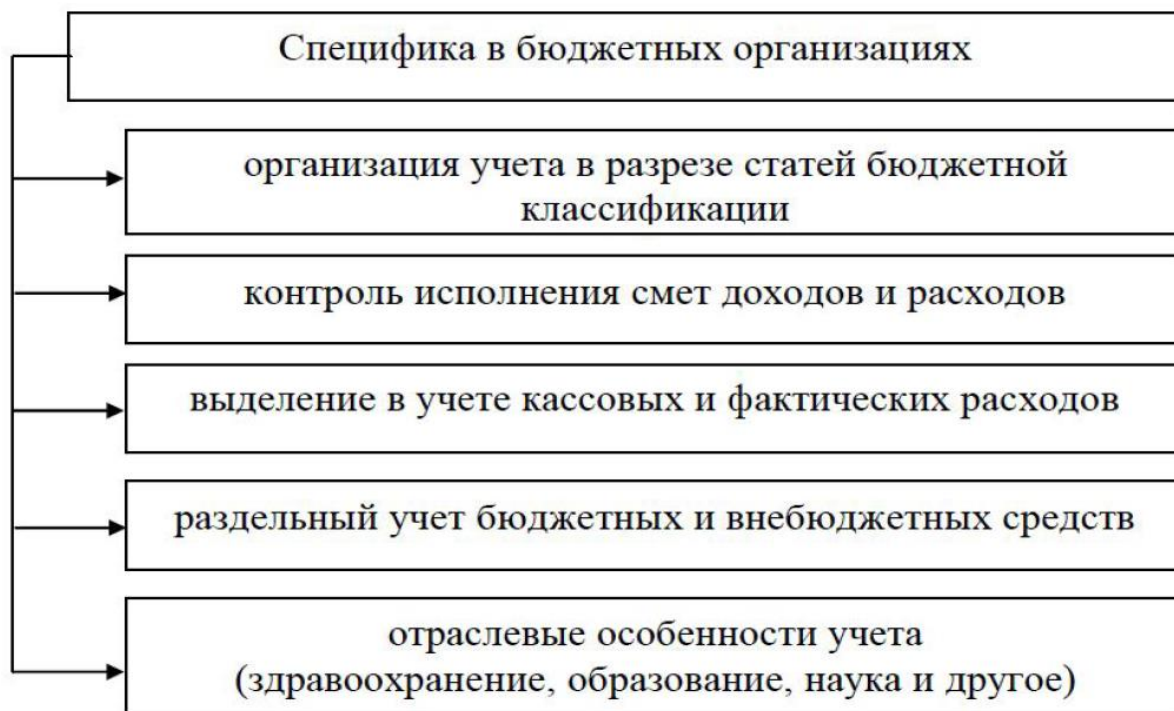 Специфика в бюджетных организациях
организация учета в разрезе статей бюджетной
классификации
контроль исполнения смет доходов и расходов
выделение в учете кассовых и фактических расходов
раздельный учет бюджетных и внебюджетных средств
отраслевые особенности учета
(здравоохранение, образование, наука и другое)